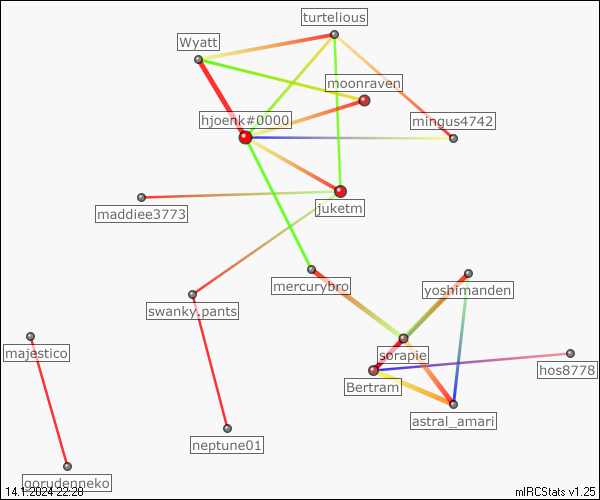 turtelious
Wyatt
moonraven
hjoenk#0000
mingus4742
maddiee3773
juketm
mercurybro
yoshimanden
swanky.pants
majestico
sorapie
hos8778
Bertram
astral_amari
neptune01
gorudenneko
14.1.2024 22:28
mIRCStats v1.25